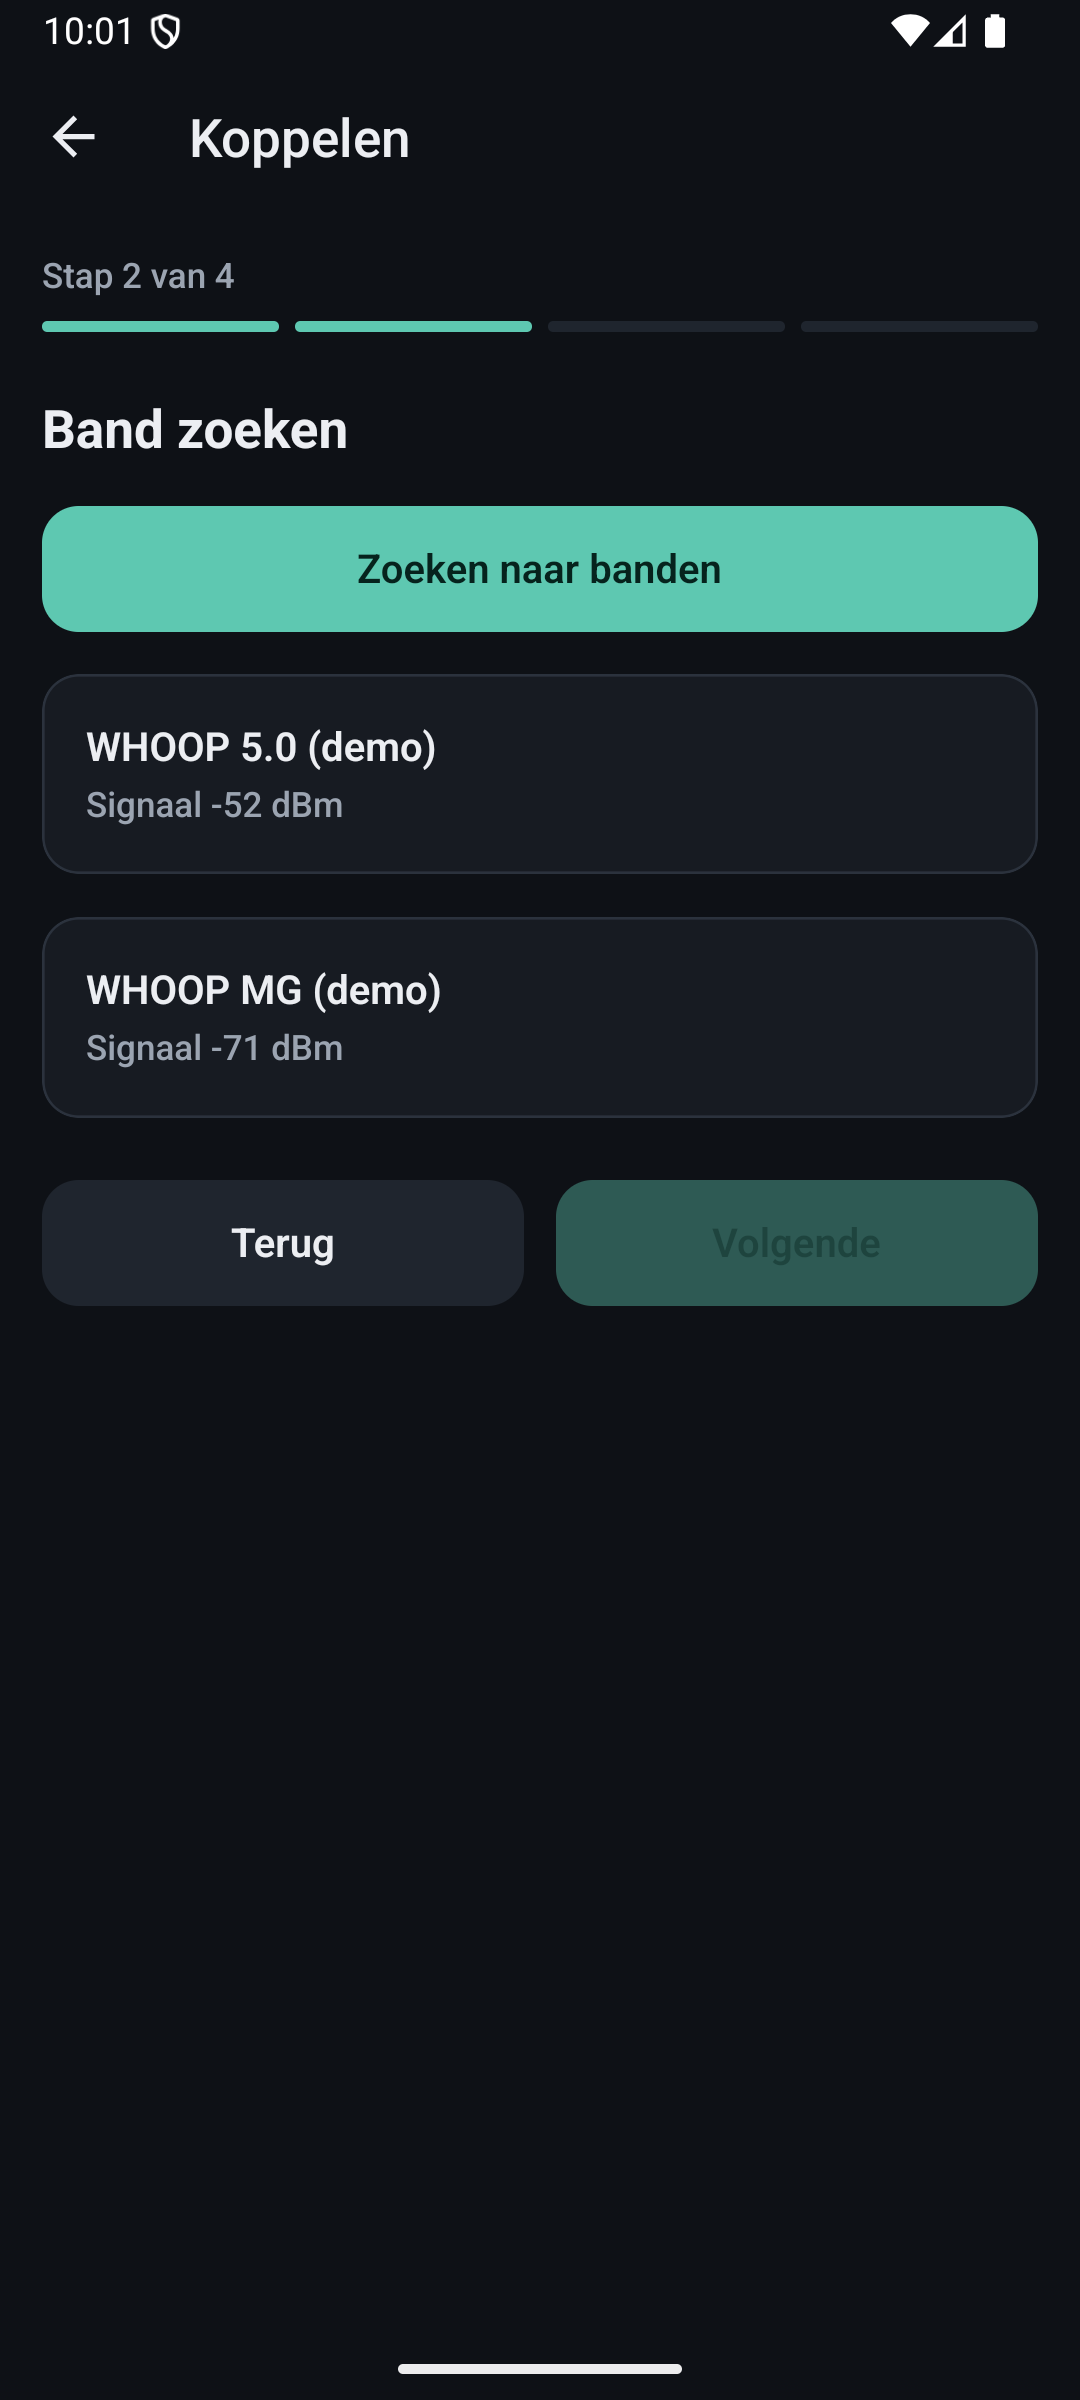 10:01
Koppelen
Stap 2 van 4
Band zoeken
Zoeken naar banden
WHOOP 5.0 (demo)
Signaal -52 dBm
WHOOP MG (demo)
Signaal -71 dBm
Terug
Volgende